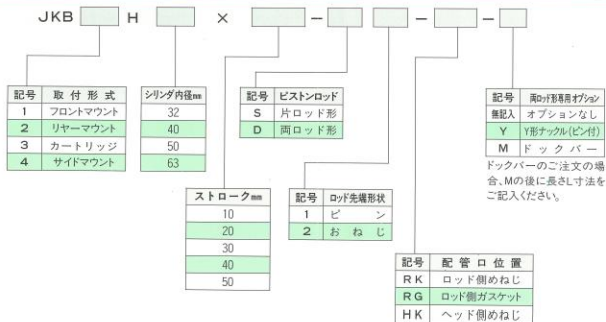 JKB H × - - -
記号 取付形式
1 フロントマウント
2 リヤーマウント
3 カートリッジ
4 サイドマウント
シリンダ内径mm
32
40
50
63
記号 ピストンロッド
S 片ロッド形
D 両ロッド形
記号 両ロッド形専用オプション
無記入 オプションなし
Y Y形ナックル(ピン付)
M ドックバー
ドックバーのご注文の場
合、Mの後に長さL寸法を
ご記入ください。
ストロークmm
10
20
30
40
50
記号 ロッド先端形状
1 ピン
2 おねじ
記号 配管口位置
RK ロッド側めねじ
RG ロッド側ガスケット
HK ヘッド側めねじ